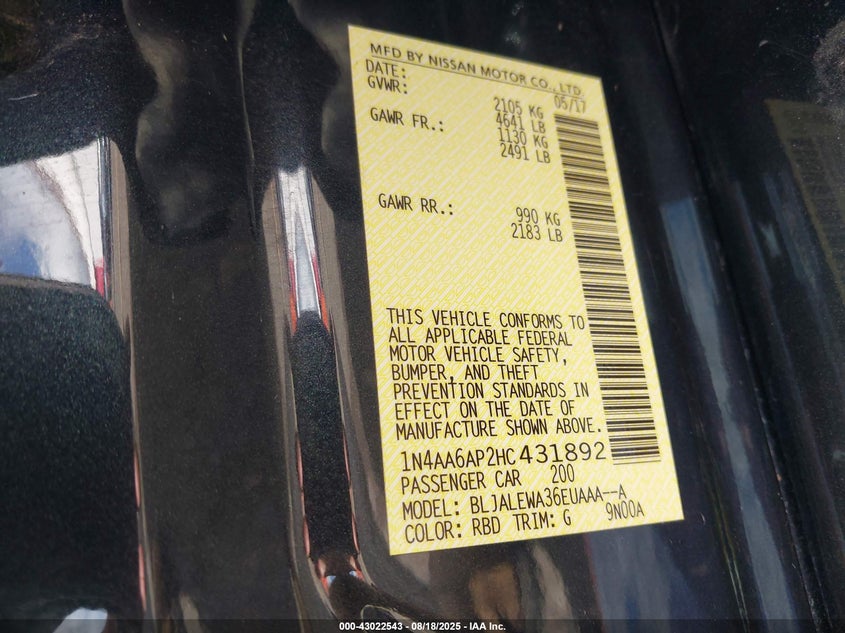 MFD BY NISSAN MOTOR CO., LTD.
DATE: 05/17
GVWR: 2105 KG
4641 LB
GAWR FR.: 1130 KG
2491 LB
GAWR RR.: 990 KG
2183 LB
THIS VEHICLE CONFORMS TO
ALL APPLICABLE FEDERAL
MOTOR VEHICLE SAFETY,
BUMPER, AND THEFT
PREVENTION STANDARDS IN
EFFECT ON THE DATE OF
MANUFACTURE SHOWN ABOVE.
1N4AA6AP2HC431892
PASSENGER CAR 200
MODEL: BLJALEWA36EUAAA--A
COLOR: RBD TRIM: G 9N00A
000-43022543 - 08/18/2025 - IAA Inc.